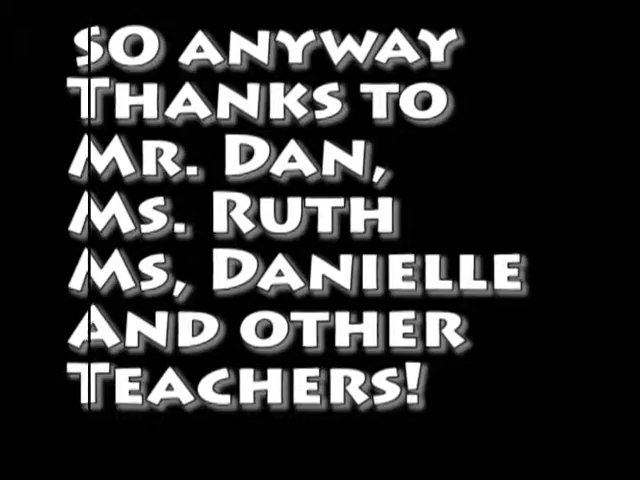 SO ANYWAY
THANKS TO
MR. DAN,
MS. RUTH
MS, DANIELLE
AND OTHER
TEACHERS!